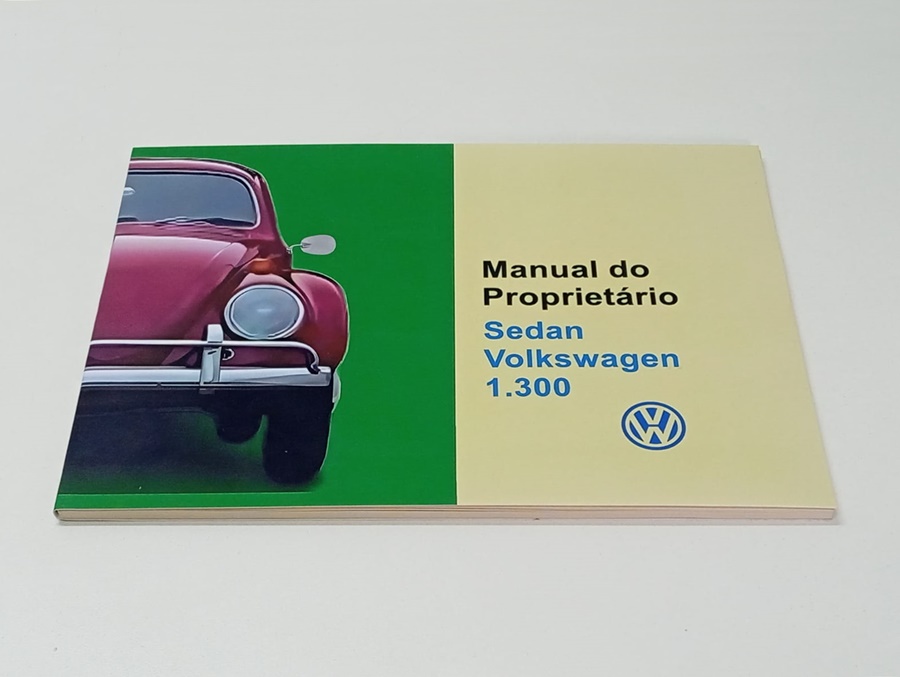 Manual do
Proprietário
Sedan
Volkswagen
1.300